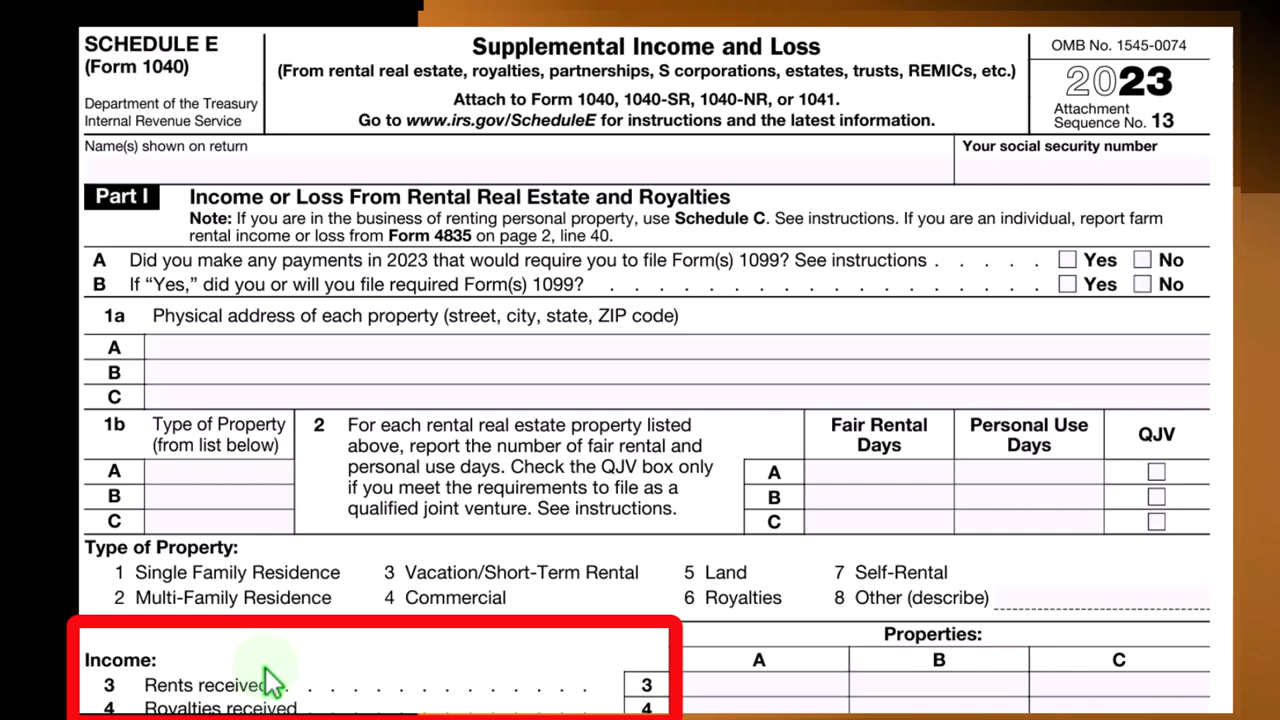 SCHEDULE E
(Form 1040)
Department of the Treasury
Internal Revenue Service
Supplemental Income and Loss
(From rental real estate, royalties, partnerships, S corporations, estates, trusts, REMICs, etc.)
Attach to Form 1040, 1040-SR, 1040-NR, or 1041.
Go to www.irs.gov/ScheduleE for instructions and the latest information.
OMB No. 1545-0074
2023
Attachment
Sequence No. 13
Name(s) shown on return
Your social security number
Part I Income or Loss From Rental Real Estate and Royalties
Note: If you are in the business of renting personal property, use Schedule C. See instructions. If you are an individual, report farm
rental income or loss from Form 4835 on page 2, line 40.
A Did you make any payments in 2023 that would require you to file Form(s) 1099? See instructions . . . . . Yes No
B If “Yes,” did you or will you file required Form(s) 1099? . . . . . . . . . . . . . . . . . Yes No
1a Physical address of each property (street, city, state, ZIP code)
A
B
C
1b Type of Property
(from list below)
A
B
C
2 For each rental real estate property listed
above, report the number of fair rental and
personal use days. Check the QJV box only
if you meet the requirements to file as a
qualified joint venture. See instructions.
Fair Rental
Days
Personal Use
Days
QJV
A
B
C
Type of Property:
1 Single Family Residence 3 Vacation/Short-Term Rental 5 Land 7 Self-Rental
2 Multi-Family Residence 4 Commercial 6 Royalties 8 Other (describe)
Properties:
Income: A B C
3 Rents received . . . . . . . . . . . . . 3
4 Royalties received . . . . . . . . . . . . 4